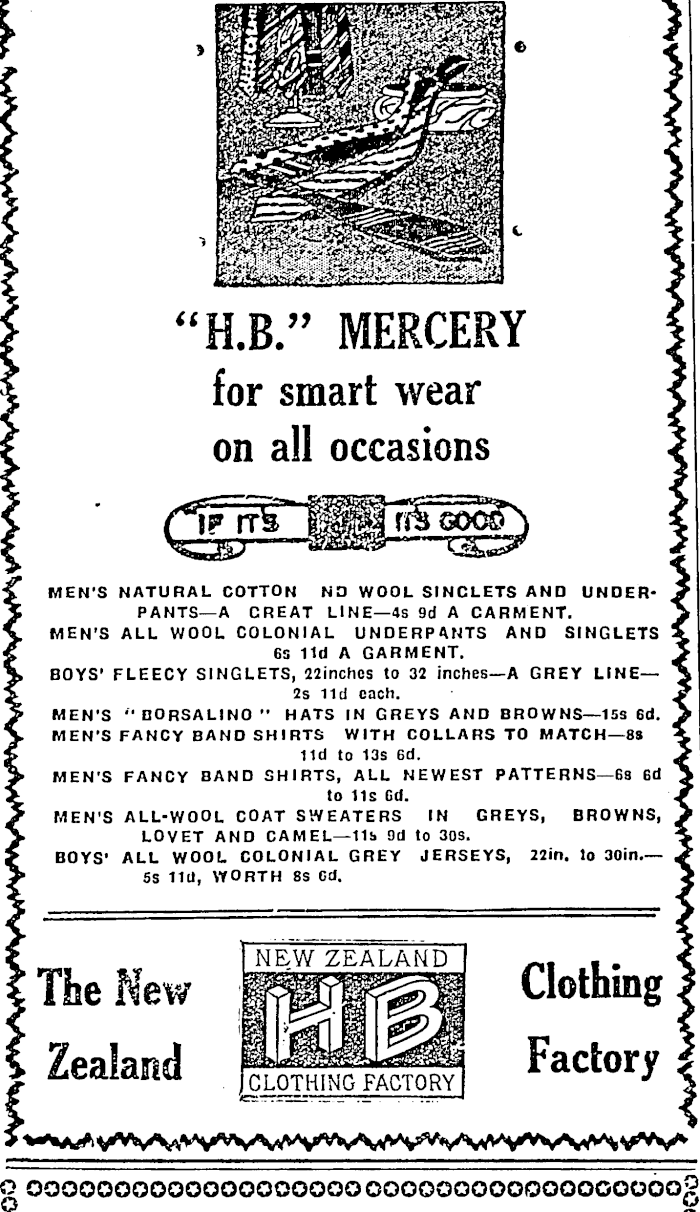 “H.B.” MERCERY
for smart wear
on all occasions
IF ITS ITS GOOD
MEN'S NATURAL COTTON ND WOOL SINGLETS AND UNDER-
PANTS—A GREAT LINE—4s 9d A GARMENT.
MEN'S ALL WOOL COLONIAL UNDERPANTS AND SINGLETS
6s 11d A GARMENT.
BOYS' FLEECY SINGLETS, 22inches to 32 inches—A GREY LINE—
2s 11d each.
MEN'S “BORSALINO” HATS IN GREYS AND BROWNS—15s 6d.
MEN'S FANCY BAND SHIRTS WITH COLLARS TO MATCH—8s
11d to 13s 6d.
MEN'S FANCY BAND SHIRTS, ALL NEWEST PATTERNS—6s 6d
to 11s 6d.
MEN'S ALL-WOOL COAT SWEATERS IN GREYS, BROWNS,
LOVET AND CAMEL—11s 9d to 30s.
BOYS' ALL WOOL COLONIAL GREY JERSEYS, 22in. to 30in.—
5s 11d, WORTH 8s 6d.
The New
Zealand
NEW ZEALAND
HB
CLOTHING FACTORY
Clothing
Factory